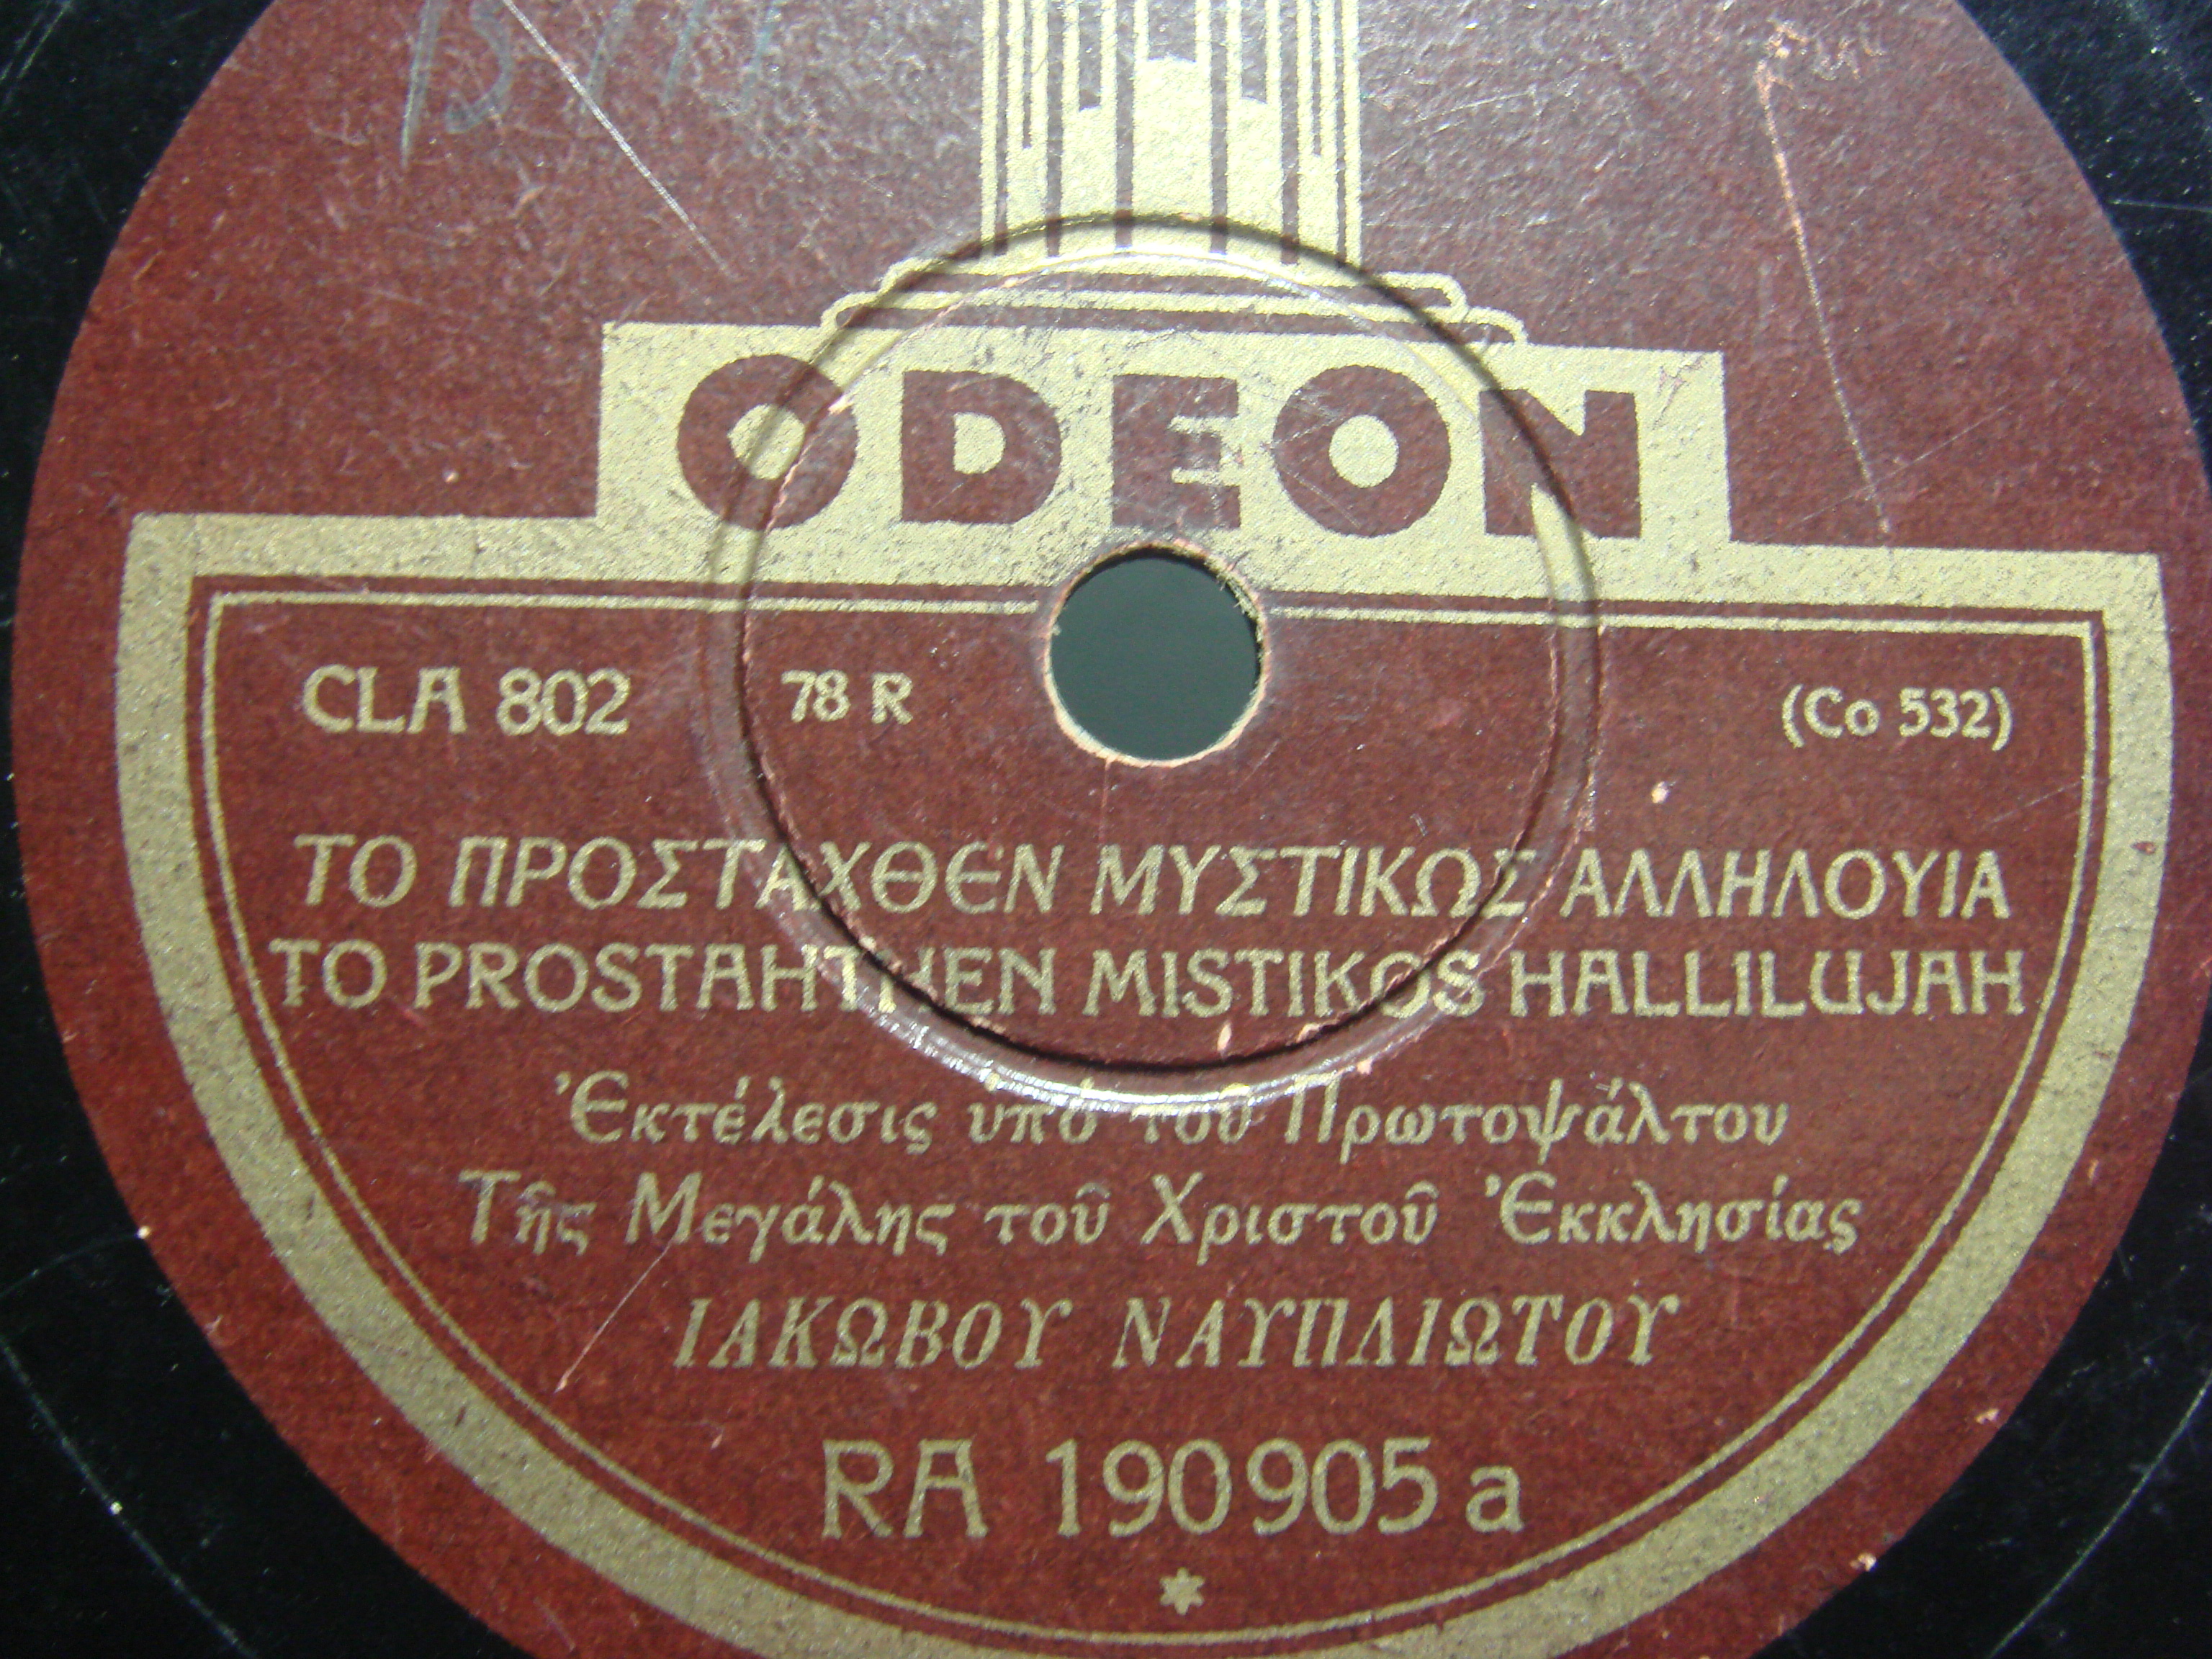 ODEON
CLA 802 78 R (Co 532)
ΤΟ ΠΡΟΣΤΑΧΘΕΝ ΜΥΣΤΙΚΩΣ ΑΛΛΗΛΟΥΙΑ
TO PROSTAHTHEN MISTIKOS HALLILUJAH
Ἐκτέλεσις υπό του Πρωτοψάλτου
Τῆς Μεγάλης τοῦ Χριστοῦ Ἐκκλησίας
ΙΑΚΩΒΟΥ ΝΑΥΠΛΙΩΤΟΥ
RA 190905 a